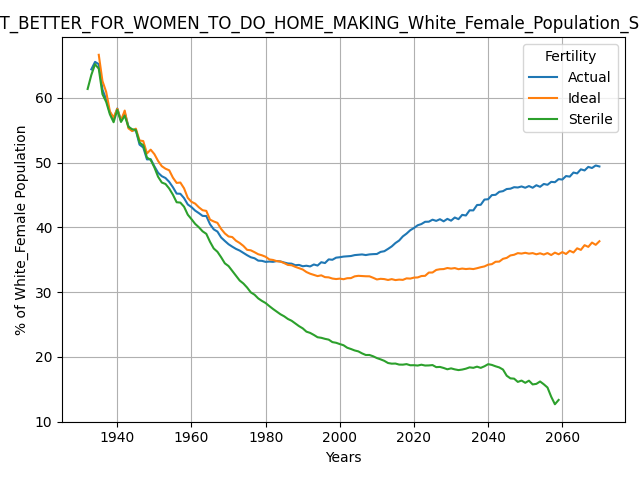 T_BETTER_FOR_WOMEN_TO_DO_HOME_MAKING_White_Female_Population_S
% of White_Female Population
60
50
40
30
20
10
Fertility
Actual
Ideal
Sterile
1940 1960 1980 2000 2020 2040 2060
Years